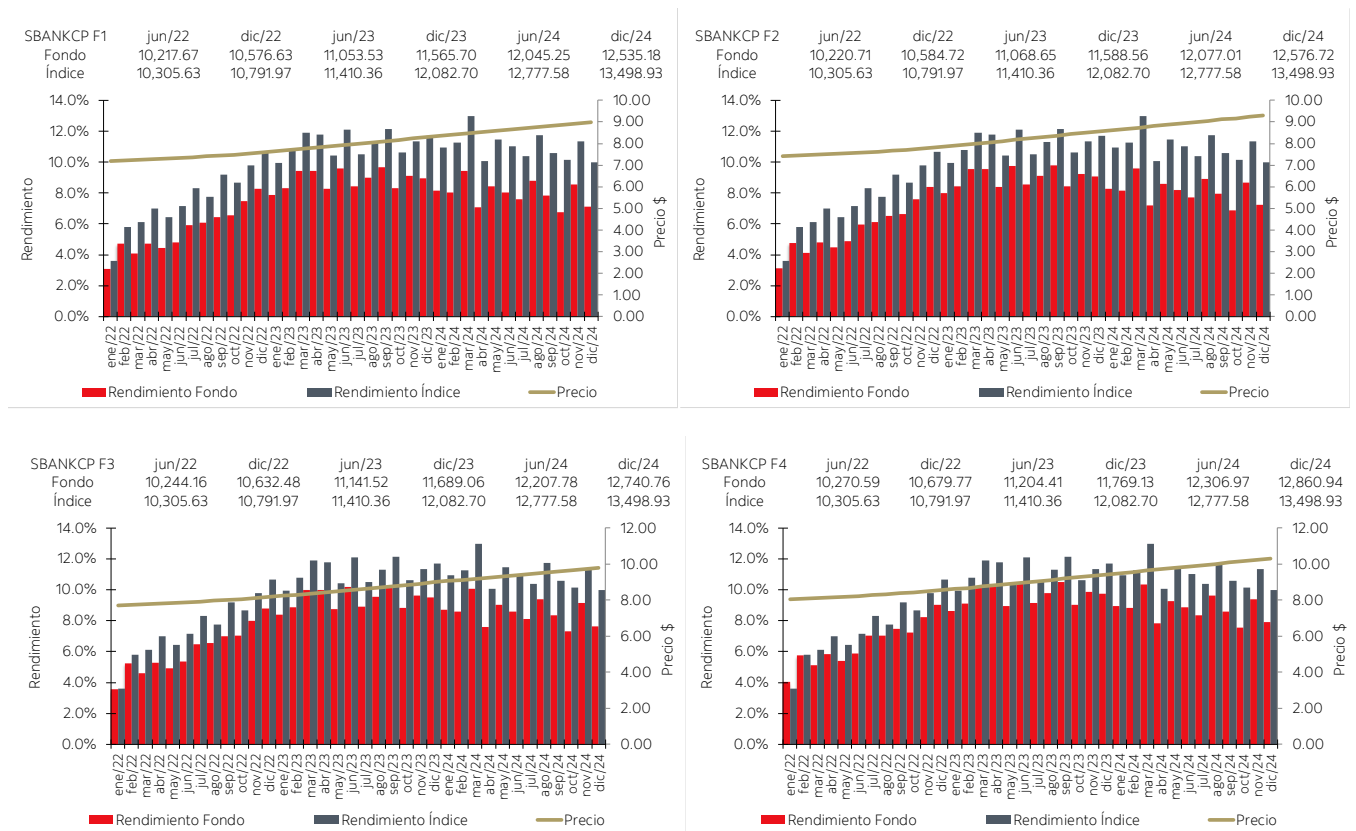 SBANKCP F1 jun/22 dic/22 jun/23 dic/23 jun/24 dic/24
Fondo 10,217.67 10,576.63 11,053.53 11,565.70 12,045.25 12,535.18
Índice 10,305.63 10,791.97 11,410.36 12,082.70 12,777.58 13,498.93
14.0%
12.0%
10.0%
8.0%
6.0%
4.0%
2.0%
0.0%
Rendimiento
10.00
9.00
8.00
7.00
6.00
5.00
4.00
3.00
2.00
1.00
0.00
Precio $
ene/22 feb/22 mar/22 abr/22 may/22 jun/22 jul/22 ago/22 sep/22 oct/22 nov/22 dic/22 ene/23 feb/23 mar/23 abr/23 may/23 jun/23 jul/23 ago/23 sep/23 oct/23 nov/23 dic/23 ene/24 feb/24 mar/24 abr/24 may/24 jun/24 jul/24 ago/24 sep/24 oct/24 nov/24 dic/24
Rendimiento Fondo Rendimiento Índice Precio
SBANKCP F2 jun/22 dic/22 jun/23 dic/23 jun/24 dic/24
Fondo 10,220.71 10,584.72 11,068.65 11,588.56 12,077.01 12,576.72
Índice 10,305.63 10,791.97 11,410.36 12,082.70 12,777.58 13,498.93
14.0%
12.0%
10.0%
8.0%
6.0%
4.0%
2.0%
0.0%
Rendimiento
10.00
9.00
8.00
7.00
6.00
5.00
4.00
3.00
2.00
1.00
0.00
Precio $
ene/22 feb/22 mar/22 abr/22 may/22 jun/22 jul/22 ago/22 sep/22 oct/22 nov/22 dic/22 ene/23 feb/23 mar/23 abr/23 may/23 jun/23 jul/23 ago/23 sep/23 oct/23 nov/23 dic/23 ene/24 feb/24 mar/24 abr/24 may/24 jun/24 jul/24 ago/24 sep/24 oct/24 nov/24 dic/24
Rendimiento Fondo Rendimiento Índice Precio
SBANKCP F3 jun/22 dic/22 jun/23 dic/23 jun/24 dic/24
Fondo 10,244.16 10,632.48 11,141.52 11,689.06 12,207.78 12,740.76
Índice 10,305.63 10,791.97 11,410.36 12,082.70 12,777.58 13,498.93
14.0%
12.0%
10.0%
8.0%
6.0%
4.0%
2.0%
0.0%
Rendimiento
12.00
10.00
8.00
6.00
4.00
2.00
0.00
Precio $
ene/22 feb/22 mar/22 abr/22 may/22 jun/22 jul/22 ago/22 sep/22 oct/22 nov/22 dic/22 ene/23 feb/23 mar/23 abr/23 may/23 jun/23 jul/23 ago/23 sep/23 oct/23 nov/23 dic/23 ene/24 feb/24 mar/24 abr/24 may/24 jun/24 jul/24 ago/24 sep/24 oct/24 nov/24 dic/24
Rendimiento Fondo Rendimiento Índice Precio
SBANKCP F4 jun/22 dic/22 jun/23 dic/23 jun/24 dic/24
Fondo 10,270.59 10,679.77 11,204.41 11,769.13 12,306.97 12,860.94
Índice 10,305.63 10,791.97 11,410.36 12,082.70 12,777.58 13,498.93
14.0%
12.0%
10.0%
8.0%
6.0%
4.0%
2.0%
0.0%
Rendimiento
12.00
10.00
8.00
6.00
4.00
2.00
0.00
Precio $
ene/22 feb/22 mar/22 abr/22 may/22 jun/22 jul/22 ago/22 sep/22 oct/22 nov/22 dic/22 ene/23 feb/23 mar/23 abr/23 may/23 jun/23 jul/23 ago/23 sep/23 oct/23 nov/23 dic/23 ene/24 feb/24 mar/24 abr/24 may/24 jun/24 jul/24 ago/24 sep/24 oct/24 nov/24 dic/24
Rendimiento Fondo Rendimiento Índice Precio